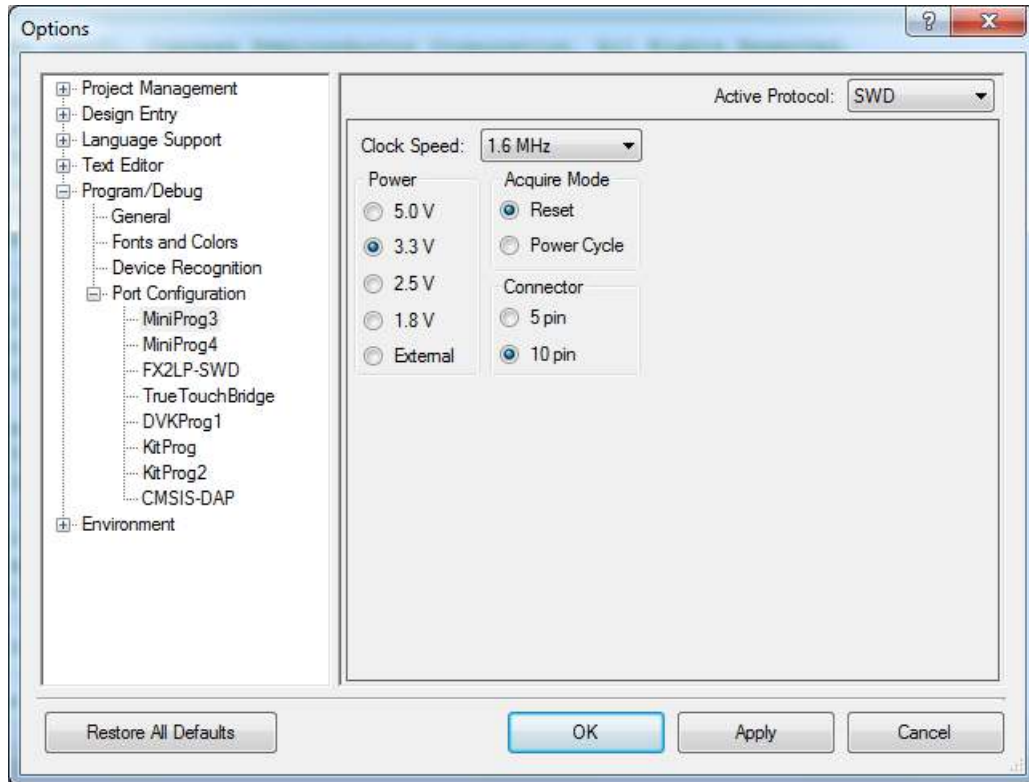 Options
Project Management
Design Entry
Language Support
Text Editor
Program/Debug
General
Fonts and Colors
Device Recognition
Port Configuration
MiniProg3
MiniProg4
FX2LP-SWD
TrueTouchBridge
DVKProg1
KitProg
KitProg2
CMSIS-DAP
Environment
Active Protocol: SWD
Clock Speed: 1.6 MHz
Power
5.0 V
3.3 V
2.5 V
1.8 V
External
Acquire Mode
Reset
Power Cycle
Connector
5 pin
10 pin
Restore All Defaults
OK
Apply
Cancel